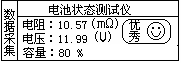 电池状态测试仪
数据采集
电阻:10.57(mΩ)
电压:11.99 (U)
容量:80 %
优秀